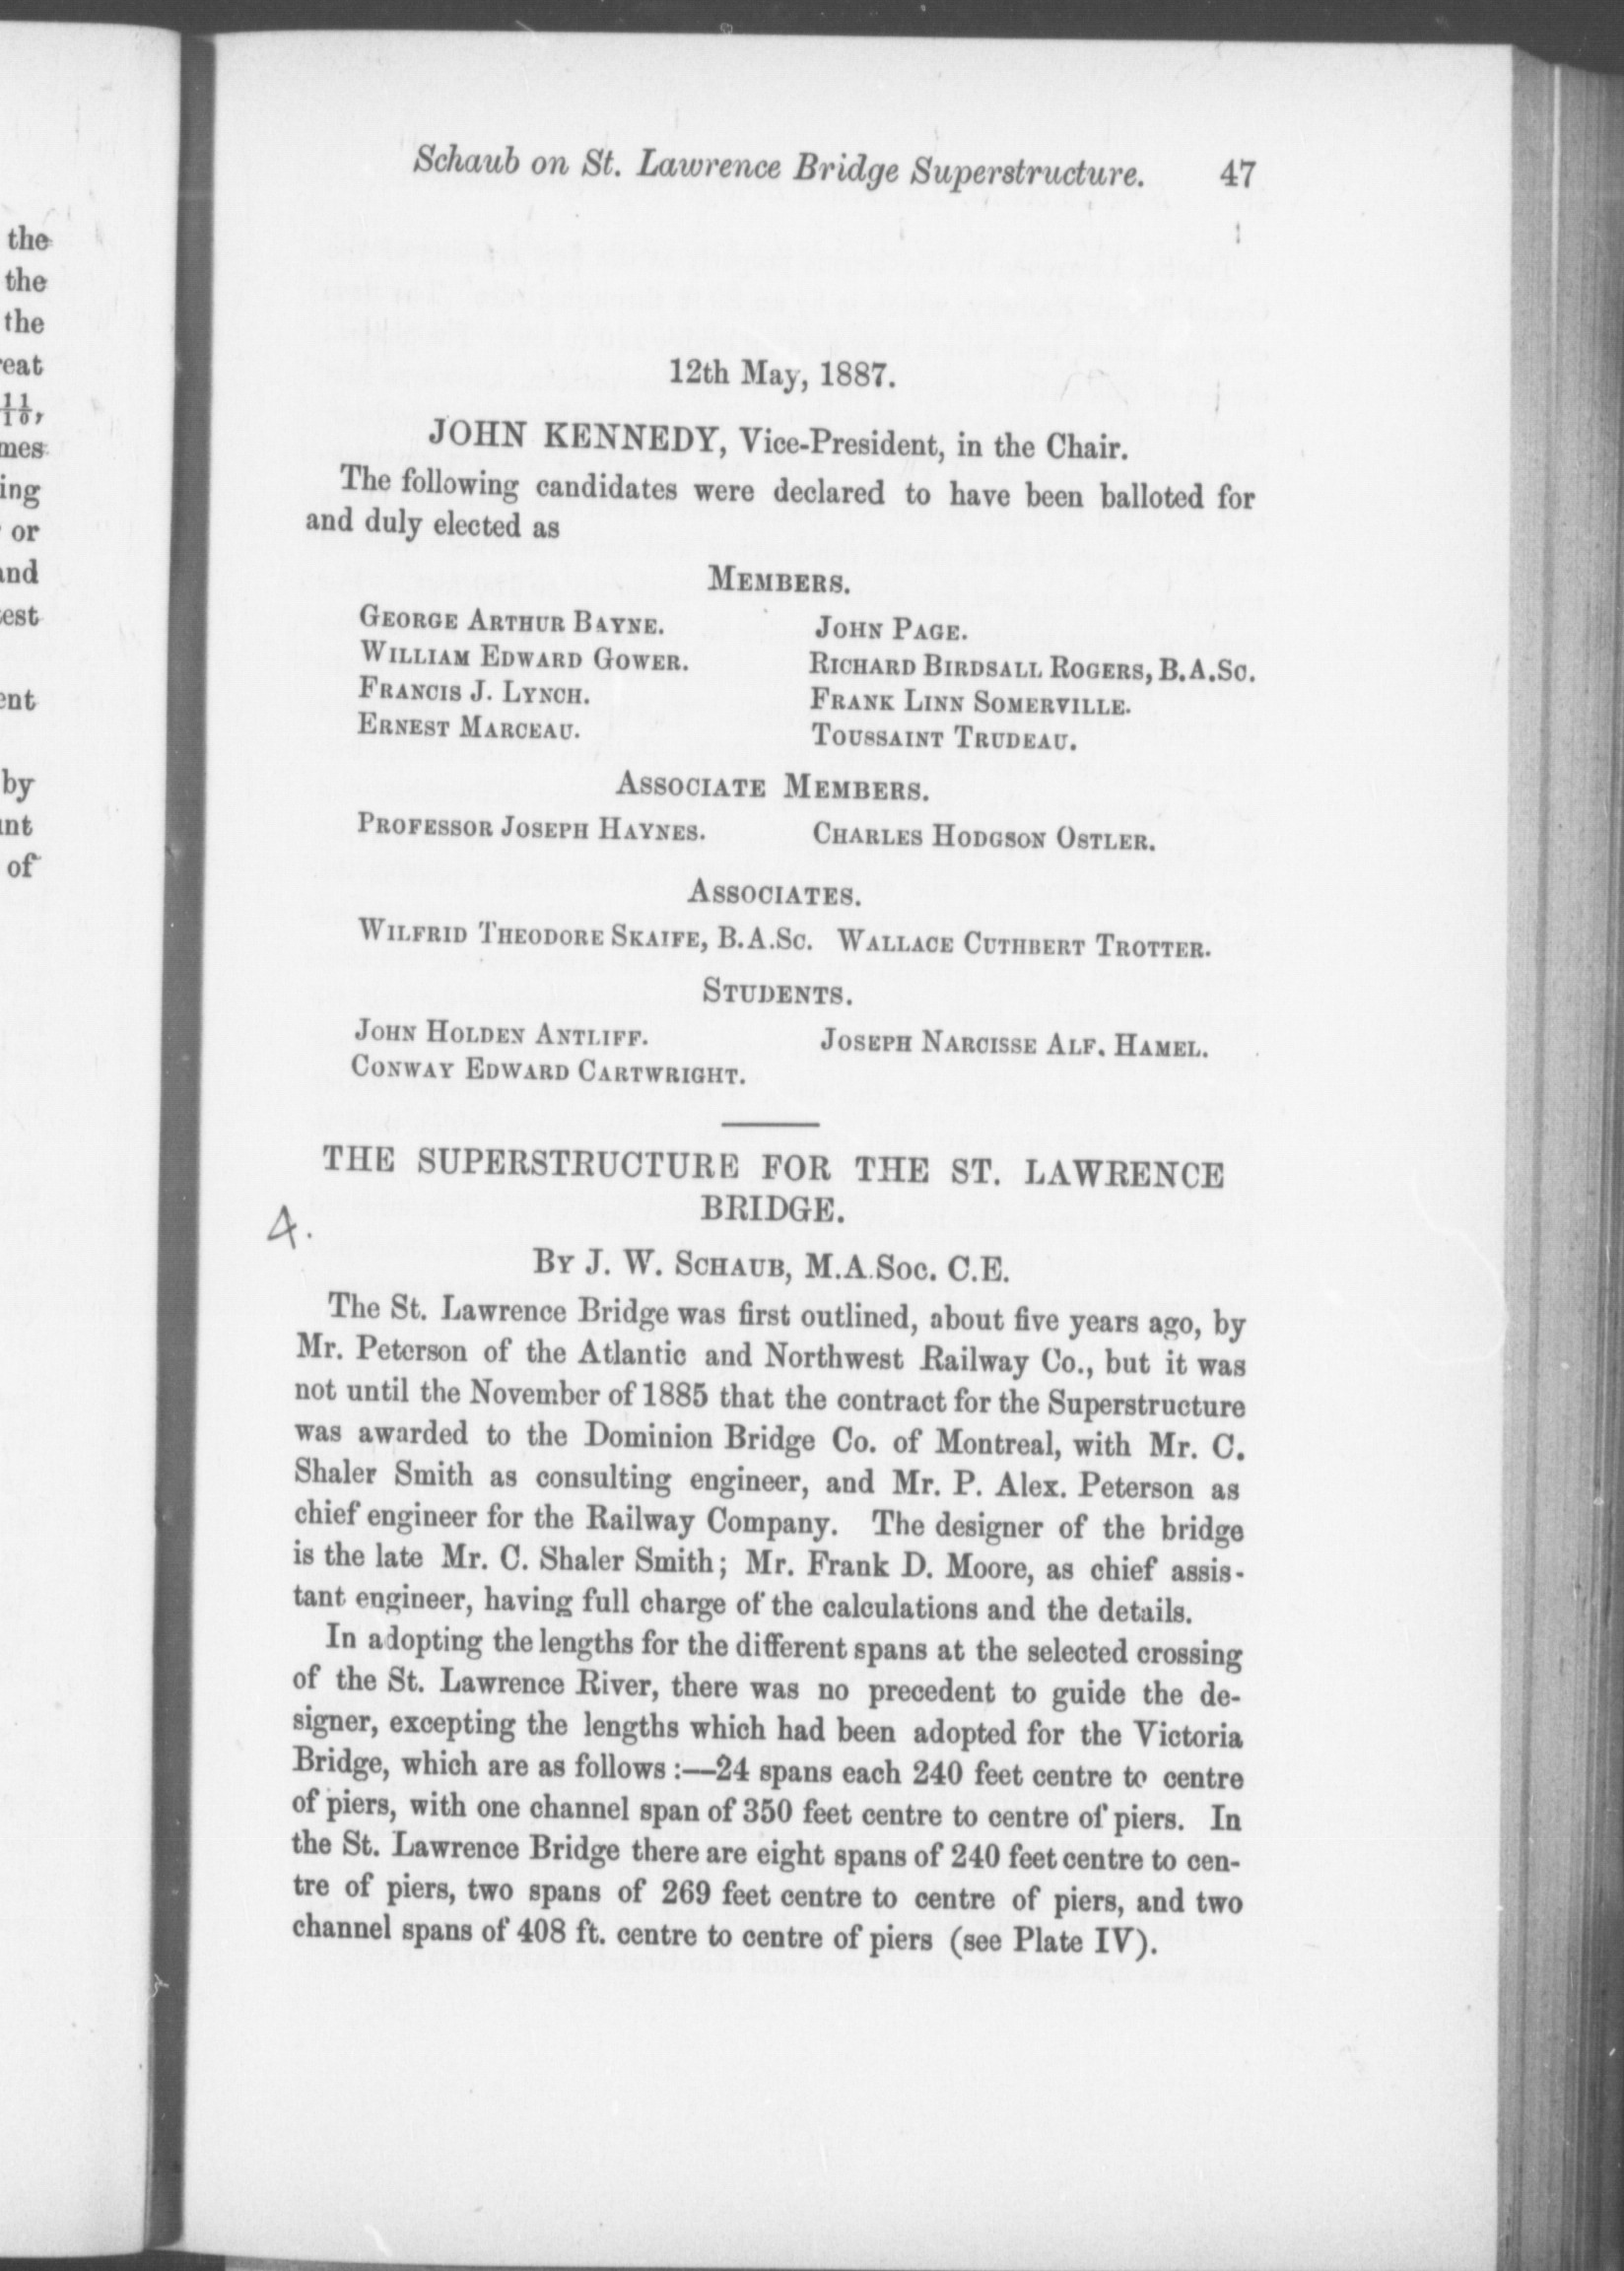 Schaub on St. Lawrence Bridge Superstructure. 47
12th May, 1887.
JOHN KENNEDY, Vice-President, in the Chair.
The following candidates were declared to have been balloted for
and duly elected as
MEMBERS.
GEORGE ARTHUR BAYNE. JOHN PAGE.
WILLIAM EDWARD GOWER. RICHARD BIRDSALL ROGERS, B.A.SC.
FRANCIS J. LYNCH. FRANK LINN SOMERVILLE.
ERNEST MARCEAU. TOUSSAINT TRUDEAU.
ASSOCIATE MEMBERS.
PROFESSOR JOSEPH HAYNES. CHARLES HODGSON OSTLER.
ASSOCIATES.
WILFRID THEODORE SKAIFE, B.A.SC. WALLACE CUTHBERT TROTTER.
STUDENTS.
JOHN HOLDEN ANTLIFF. JOSEPH NARCISSE ALF. HAMEL.
CONWAY EDWARD CARTWRIGHT.
THE SUPERSTRUCTURE FOR THE ST. LAWRENCE
BRIDGE.
4.
BY J. W. SCHAUB, M.A.SOC. C.E.
The St. Lawrence Bridge was first outlined, about five years ago, by
Mr. Peterson of the Atlantic and Northwest Railway Co., but it was
not until the November of 1885 that the contract for the Superstructure
was awarded to the Dominion Bridge Co. of Montreal, with Mr. C.
Shaler Smith as consulting engineer, and Mr. P. Alex. Peterson as
chief engineer for the Railway Company. The designer of the bridge
is the late Mr. C. Shaler Smith; Mr. Frank D. Moore, as chief assis-
tant engineer, having full charge of the calculations and the details.
In adopting the lengths for the different spans at the selected crossing
of the St. Lawrence River, there was no precedent to guide the de-
signer, excepting the lengths which had been adopted for the Victoria
Bridge, which are as follows :—24 spans each 240 feet centre to centre
of piers, with one channel span of 350 feet centre to centre of piers. In
the St. Lawrence Bridge there are eight spans of 240 feet centre to cen-
tre of piers, two spans of 269 feet centre to centre of piers, and two
channel spans of 408 ft. centre to centre of piers (see Plate IV).